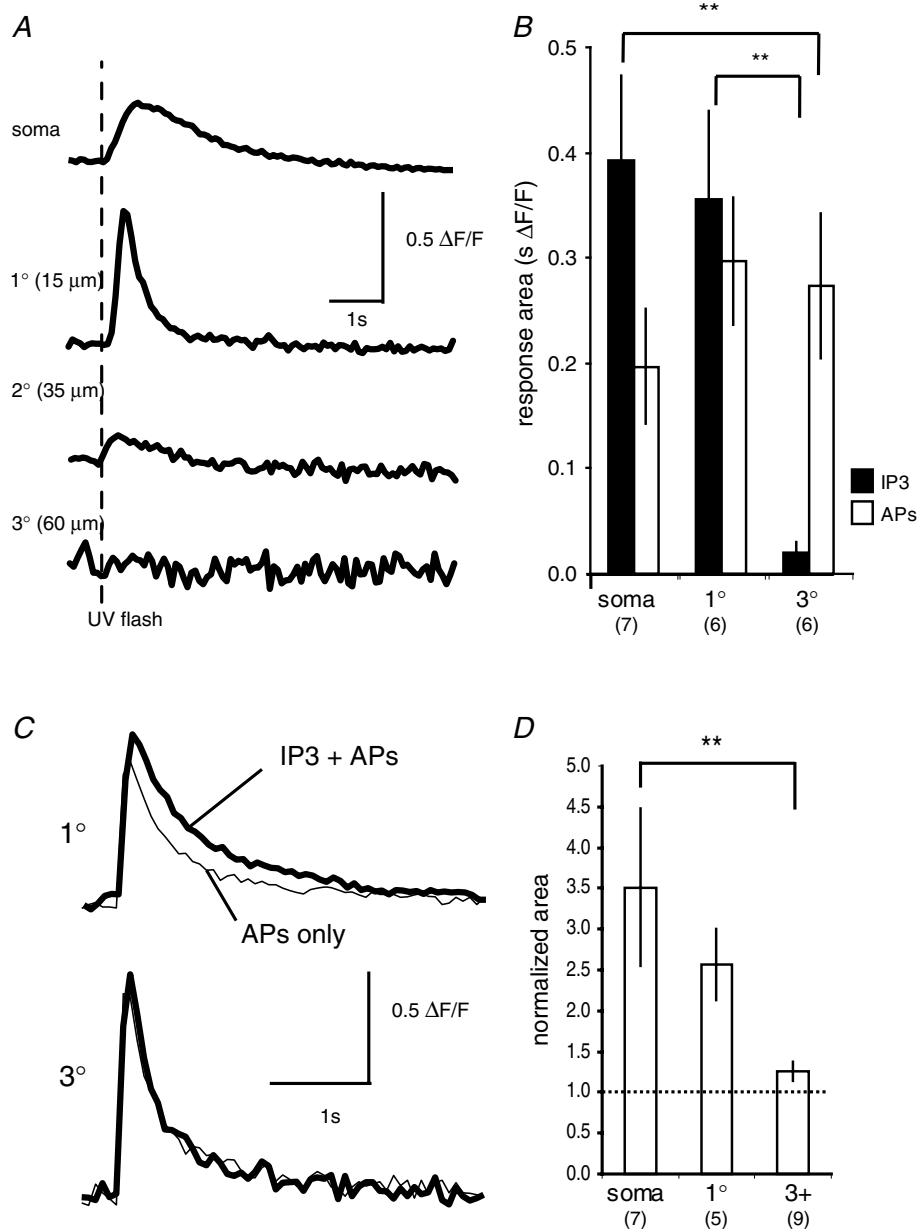 A
soma
0.5 ΔF/F
1° (15 μm)
1s
2° (35 μm)
3° (60 μm)
UV flash
B
**
**
response area (s ΔF/F)
0.5
0.4
0.3
0.2
0.1
0.0
IP3
APs
soma 1° 3°
(7) (6) (6)
C
IP3 + APs
1°
APs only
0.5 ΔF/F
3°
1s
D
**
normalized area
5.0
4.5
4.0
3.5
3.0
2.5
2.0
1.5
1.0
0.5
0.0
soma 1° 3+
(7) (5) (9)